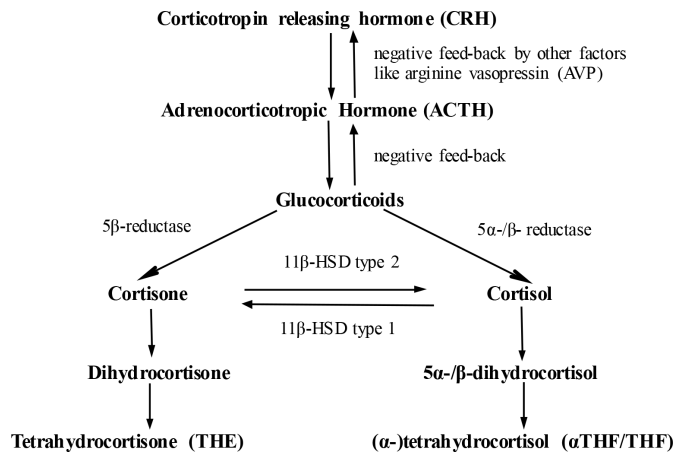 Corticotropin releasing hormone (CRH)
negative feed-back by other factors
like arginine vasopressin (AVP)
Adrenocorticotropic Hormone (ACTH)
negative feed-back
Glucocorticoids
5β-reductase
5α-/β- reductase
11β-HSD type 2
Cortisone
Cortisol
11β-HSD type 1
Dihydrocortisone
5α-/β-dihydrocortisol
Tetrahydrocortisone (THE)
(α-)tetrahydrocortisol (αTHF/THF)